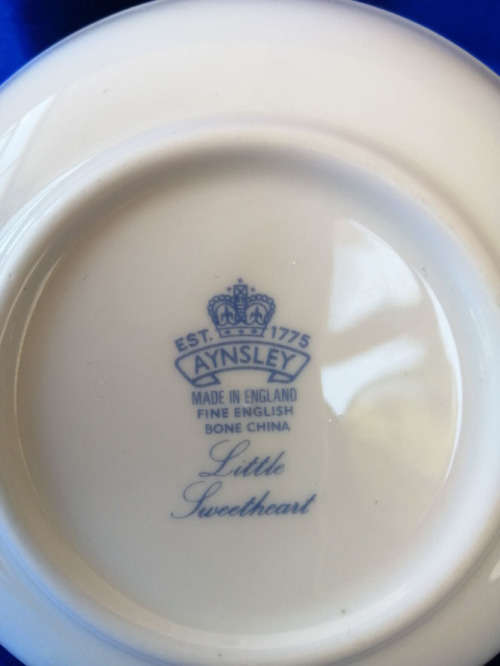 EST. 1775
AYNSLEY
MADE IN ENGLAND
FINE ENGLISH
BONE CHINA
Little
Sweetheart